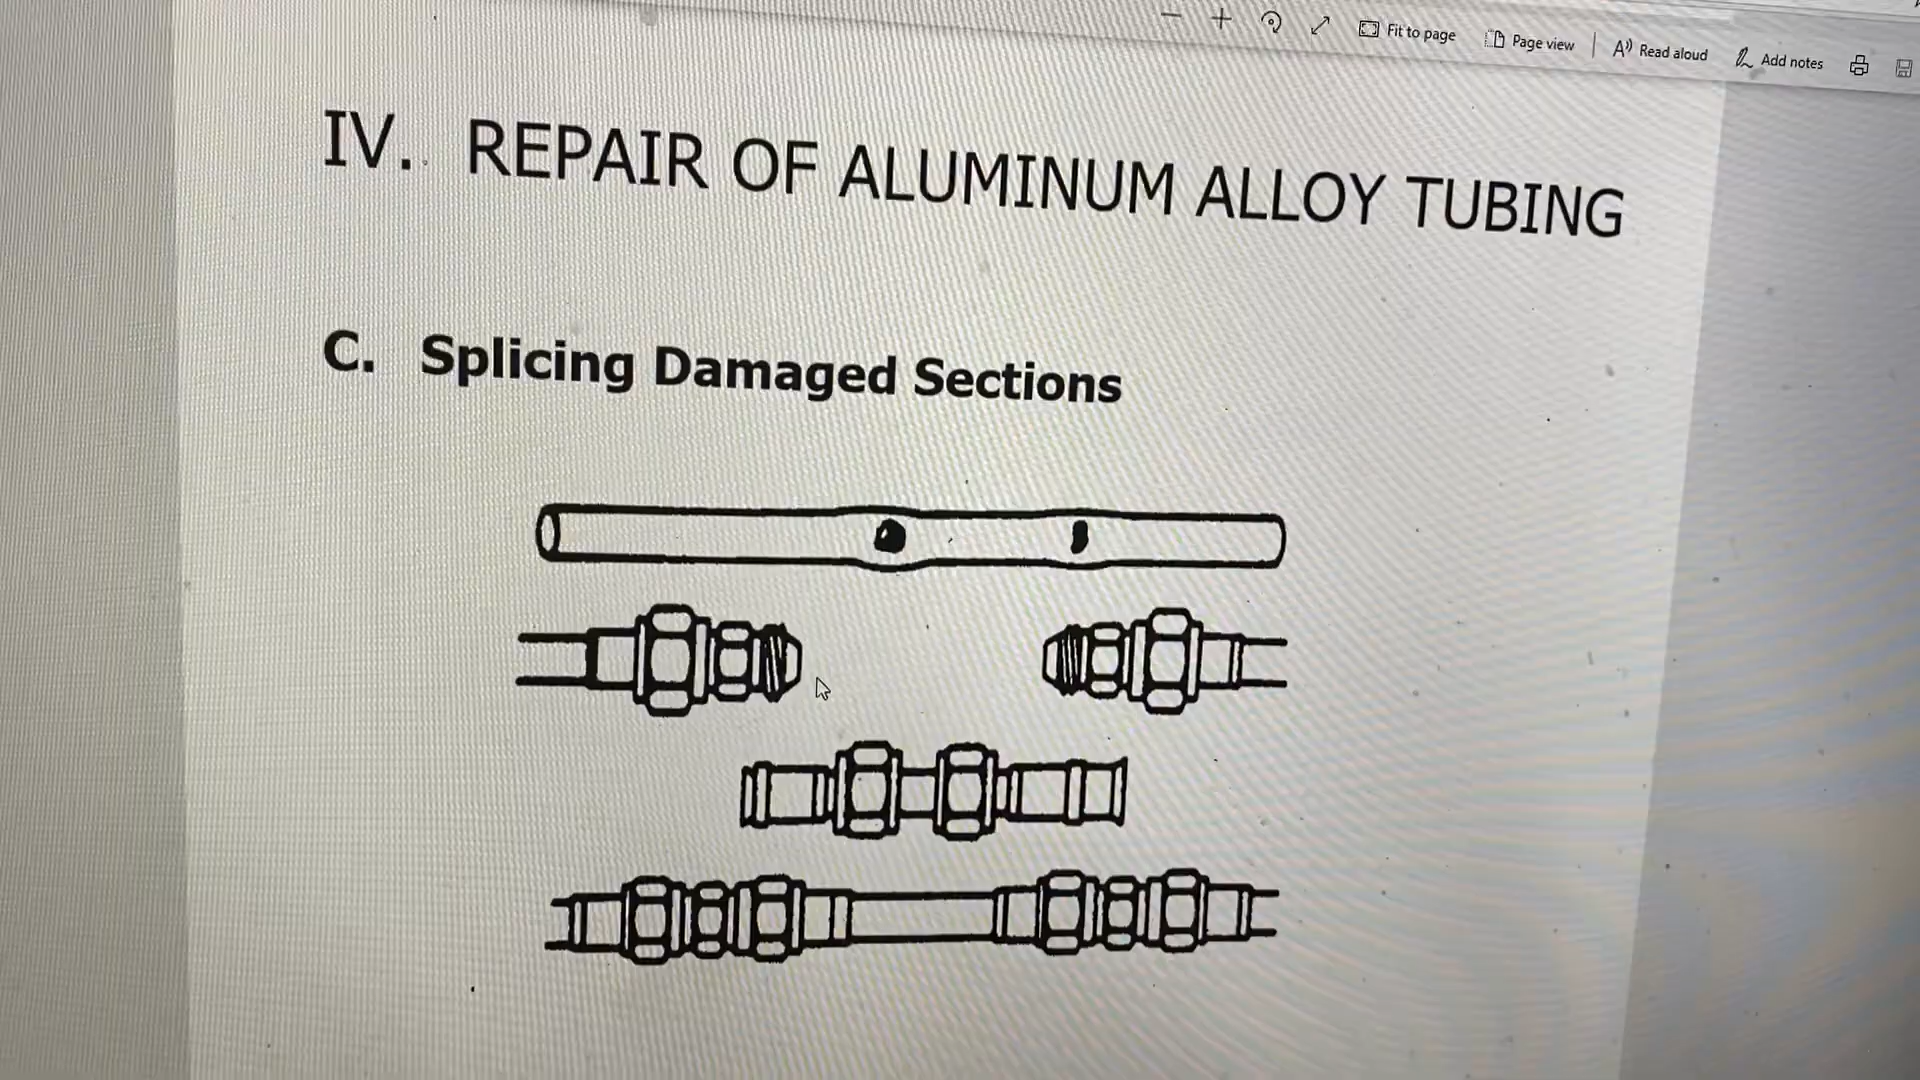 Fit to page
Page view
Read aloud
Add notes
IV. REPAIR OF ALUMINUM ALLOY TUBING
C. Splicing Damaged Sections